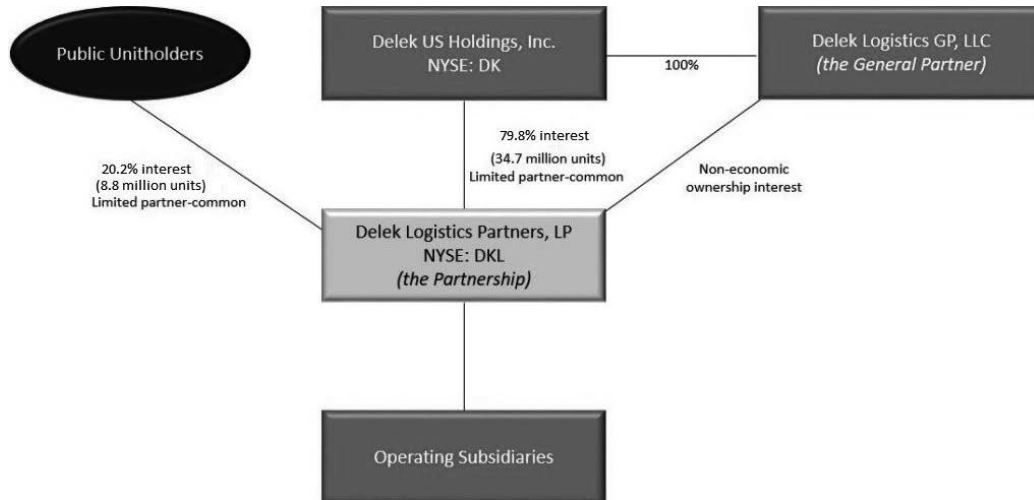 Public Unitholders
Delek US Holdings, Inc.
NYSE: DK
100%
Delek Logistics GP, LLC
(the General Partner)
20.2% interest
(8.8 million units)
Limited partner-common
79.8% interest
(34.7 million units)
Limited partner-common
Non-economic
ownership interest
Delek Logistics Partners, LP
NYSE: DKL
(the Partnership)
Operating Subsidiaries